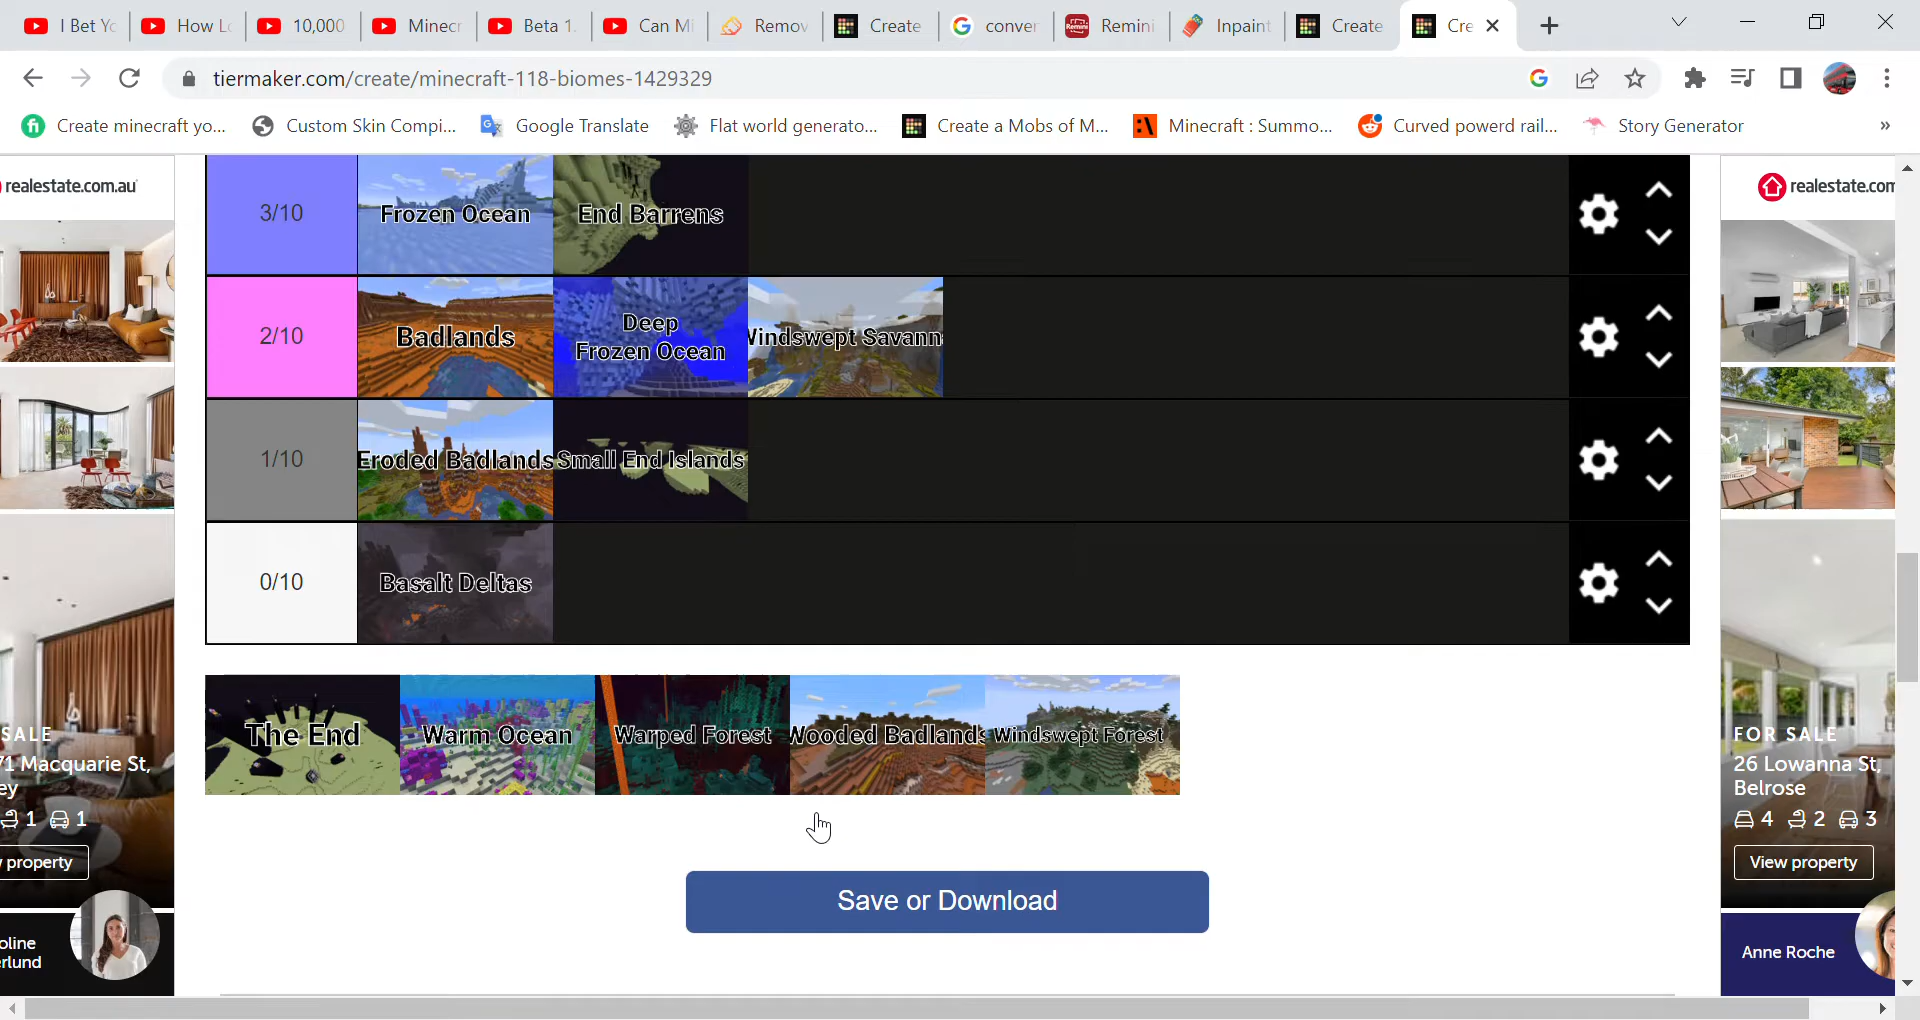 I Bet Yo
How Lo
10,000
Minecr
Beta 1.
Can Mi
Remov
Create
conver
Remini
Inpaint
Create
Cre
tiermaker.com/create/minecraft-118-biomes-1429329
Create minecraft yo...
Custom Skin Compi...
Google Translate
Flat world generato...
Create a Mobs of M...
Minecraft : Summo...
Curved powerd rail...
Story Generator
»
realestate.com.au
3/10
Frozen Ocean
End Barrens
2/10
Badlands
Deep
Frozen Ocean
Windswept Savann
1/10
Eroded Badlands
Small End Islands
0/10
Basalt Deltas
The End
Warm Ocean
Warped Forest
Wooded Badlands
Windswept Forest
Save or Download
SALE
71 Macquarie St,
ey
1 1
v property
oline
erlund
realestate.com
FOR SALE
26 Lowanna St,
Belrose
4 2 3
View property
Anne Roche